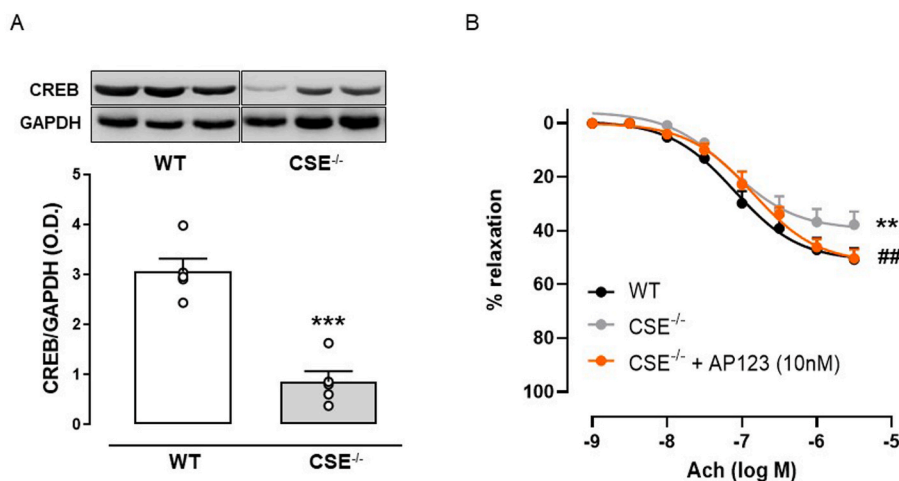 A
CREB
GAPDH
WT CSE-/-
CREB/GAPDH (O.D.)
5
4
3
2
1
0
***
WT CSE-/-
B
% relaxation
0
20
40
60
80
100
**
##
WT
CSE-/-
CSE-/- + AP123 (10nM)
-9 -8 -7 -6 -5
Ach (log M)